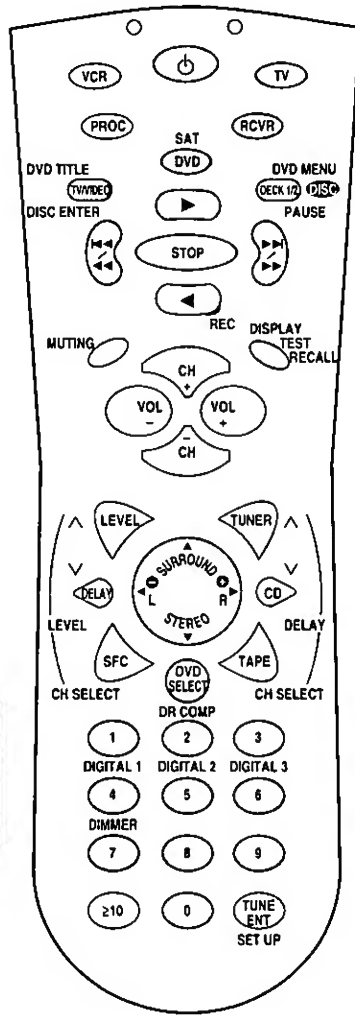 VCR TV
PROC RCVR
SAT
DVD TITLE DVD DVD MENU
TV/VIDEO DECK 1/2 DISC
DISC ENTER PAUSE
STOP
REC
MUTING DISPLAY
TEST
RECALL
CH
+
VOL VOL
− +
−
CH
LEVEL TUNER
SURROUND
DELAY L R CD
STEREO
LEVEL DELAY
SFC TAPE
DVD
SELECT
CH SELECT CH SELECT
DR COMP
1 2 3
DIGITAL 1 DIGITAL 2 DIGITAL 3
4 5 6
DIMMER
7 8 9
≥10 0 TUNE
ENT
SET UP